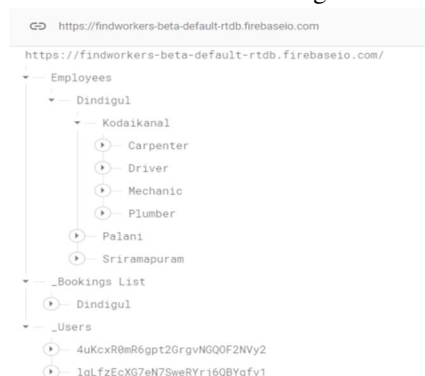 https://findworkers-beta-default-rtdb.firebaseio.com
https://findworkers-beta-default-rtdb.firebaseio.com/
Employees
Dindigul
Kodaikanal
Carpenter
Driver
Mechanic
Plumber
Palani
Sriramapuram
_Bookings List
Dindigul
_Users
4uKcxR0mR6gpt2GrgvNGQOF2NVy2